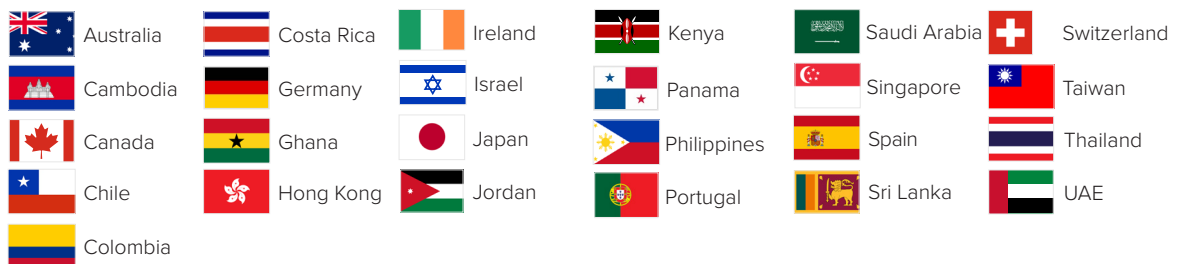 Australia
Cambodia
Canada
Chile
Colombia
Costa Rica
Germany
Ghana
Hong Kong
Ireland
Israel
Japan
Jordan
Kenya
Panama
Philippines
Portugal
Saudi Arabia
Singapore
Spain
Sri Lanka
Switzerland
Taiwan
Thailand
UAE